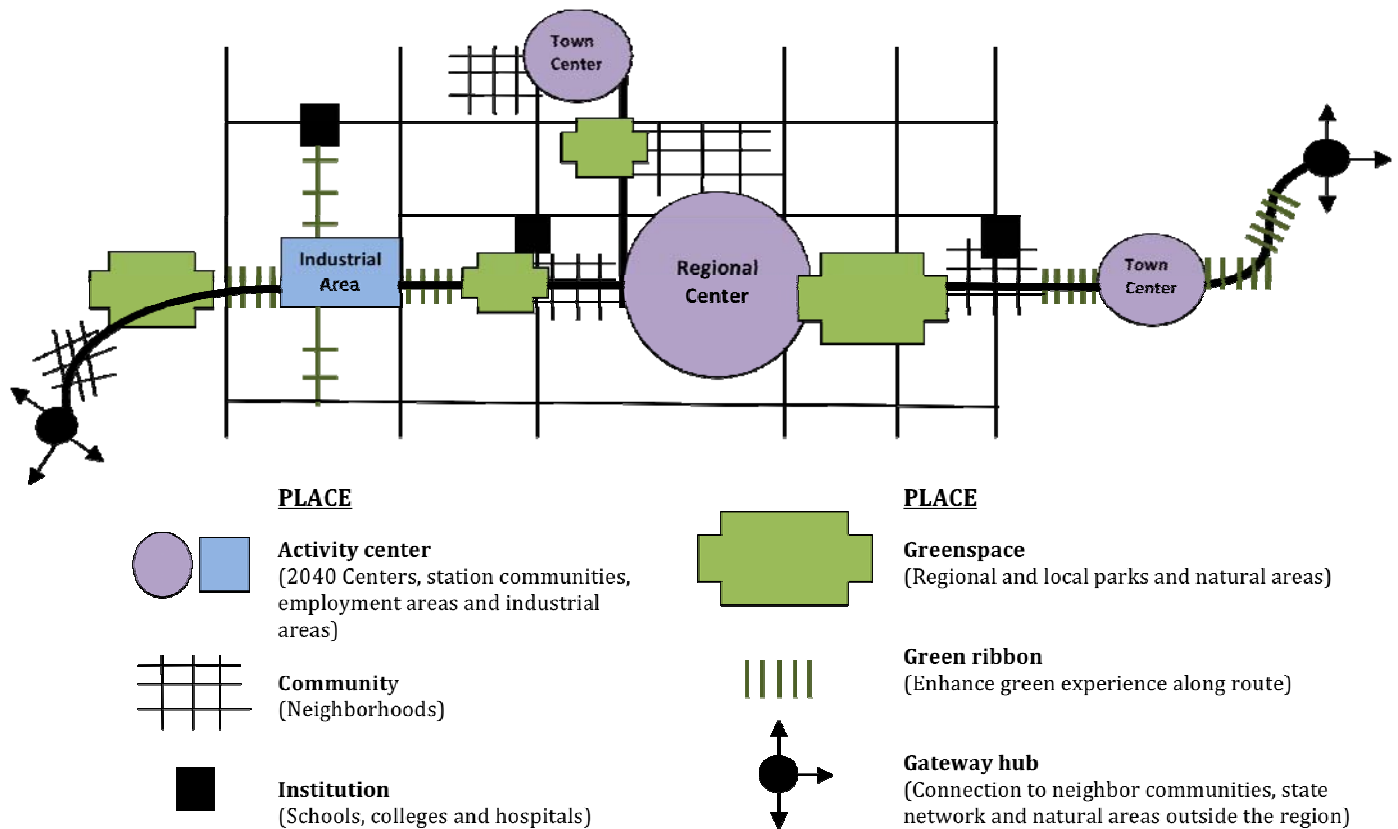 Town
Center
Industrial
Area
Regional
Center
Town
Center
PLACE
Activity center
(2040 Centers, station communities,
employment areas and industrial
areas)
Community
(Neighborhoods)
Institution
(Schools, colleges and hospitals)
PLACE
Greenspace
(Regional and local parks and natural areas)
Green ribbon
(Enhance green experience along route)
Gateway hub
(Connection to neighbor communities, state
network and natural areas outside the region)